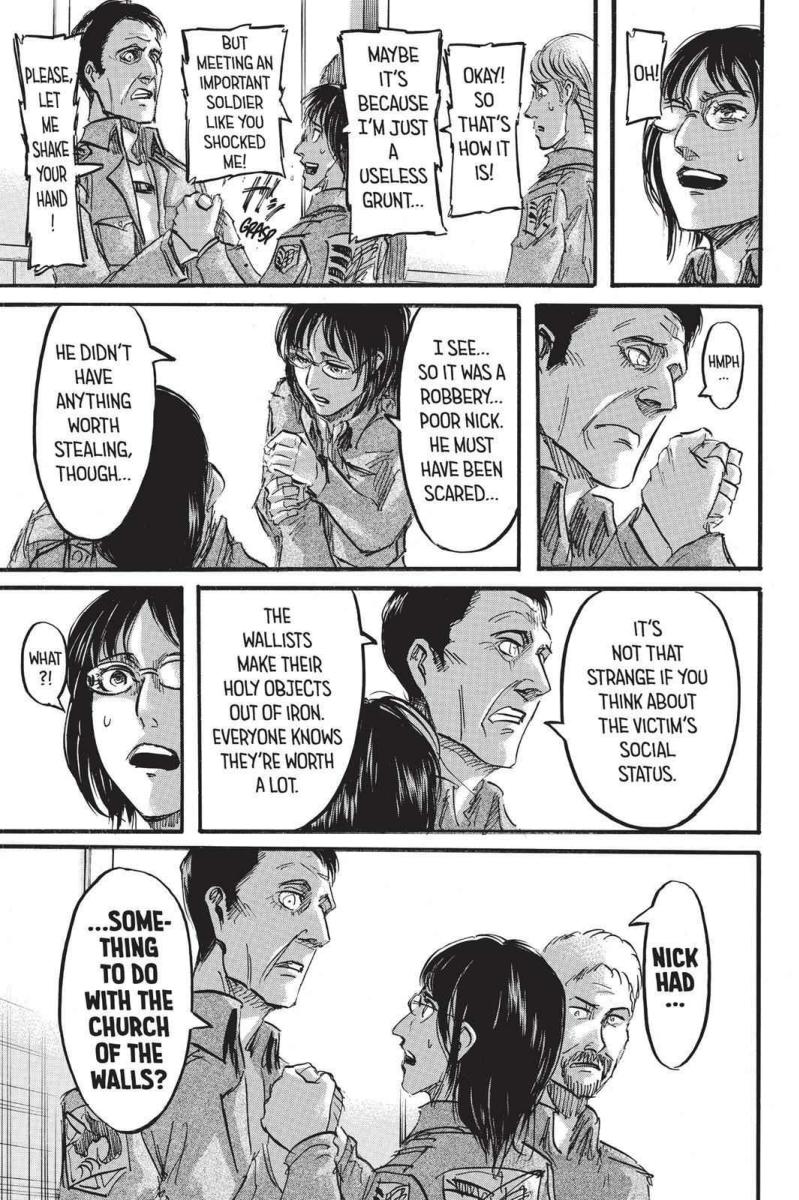 OH!
OKAY!
SO
THAT'S
HOW IT
IS!
MAYBE
IT'S
BECAUSE
I'M JUST
A
USELESS
GRUNT...
BUT
MEETING AN
IMPORTANT
SOLDIER
LIKE YOU
SHOCKED
ME!
GRASP
PLEASE,
LET
ME
SHAKE
YOUR
HAND
!
HMPH
...
I SEE...
SO IT WAS A
ROBBERY...
POOR NICK.
HE MUST
HAVE BEEN
SCARED...
HE DIDN'T
HAVE
ANYTHING
WORTH
STEALING,
THOUGH...
IT'S
NOT THAT
STRANGE IF YOU
THINK ABOUT
THE VICTIM'S
SOCIAL
STATUS.
THE
WALLISTS
MAKE THEIR
HOLY OBJECTS
OUT OF IRON.
EVERYONE KNOWS
THEY'RE WORTH
A LOT.
WHAT
?!
NICK
HAD
...
...SOME-
THING
TO DO
WITH THE
CHURCH
OF THE
WALLS?